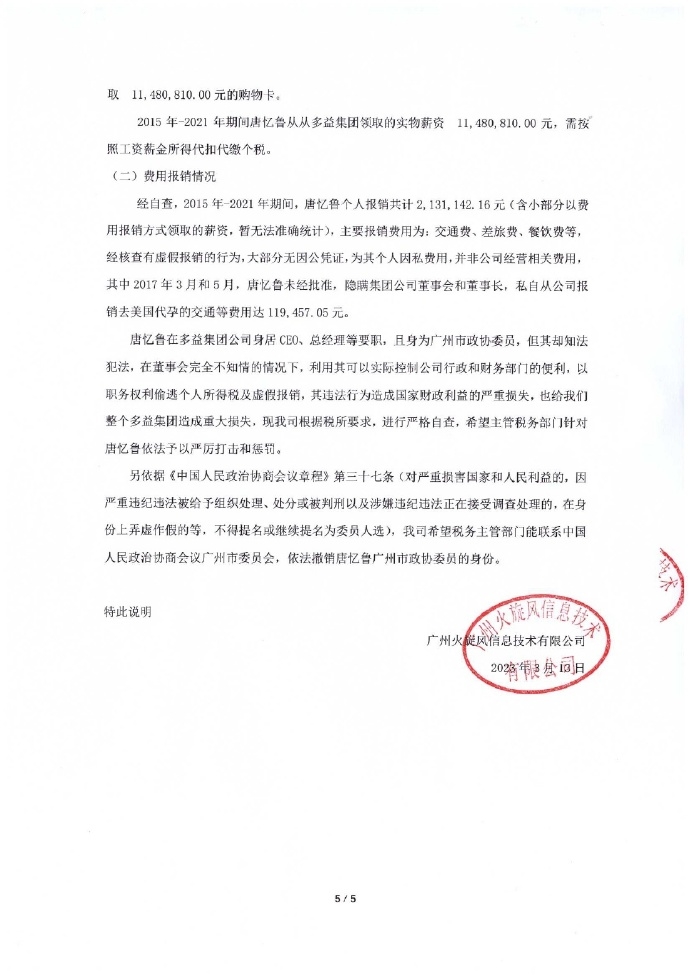 取 11,480,810.00 元的购物卡。
2015 年-2021 年期间唐忆鲁从从多益集团领取的实物薪资 11,480,810.00 元，需按
照工资薪金所得代扣代缴个税。
（二）费用报销情况
经自查，2015 年-2021 年期间，唐忆鲁个人报销共计 2,131,142.16 元（含小部分以费
用报销方式领取的薪资，暂无法准确统计），主要报销费用为：交通费、差旅费、餐饮费等，
经核查有虚假报销的行为，大部分无因公凭证，为其个人因私费用，并非公司经营相关费用，
其中 2017 年 3 月和 5 月，唐忆鲁未经批准，隐瞒集团公司董事会和董事长，私自从公司报
销去美国代孕的交通等费用达 119,457.05 元。
唐忆鲁在多益集团公司身居 CEO、总经理等要职，且身为广州市政协委员，但其却知法
犯法，在董事会完全不知情的情况下，利用其可以实际控制公司行政和财务部门的便利，以
职务权利偷逃个人所得税及虚假报销，其违法行为造成国家财政利益的严重损失，也给我们
整个多益集团造成重大损失，现我司根据税所要求，进行严格自查，希望主管税务部门针对
唐忆鲁依法予以严厉打击和惩罚。
另依据《中国人民政治协商会议章程》第三十七条（对严重损害国家和人民利益的，因
严重违纪违法被给予组织处理、处分或被判刑以及涉嫌违纪违法正在接受调查处理的，在身
份上弄虚作假的等，不得提名或继续提名为委员人选），我司希望税务主管部门能联系中国
人民政治协商会议广州市委员会，依法撤销唐忆鲁广州市政协委员的身份。
特此说明
广州火旋风信息技术有限公司
2023 年 3 月 13 日
广州火旋风信息技术
有限公司
技术
5 / 5